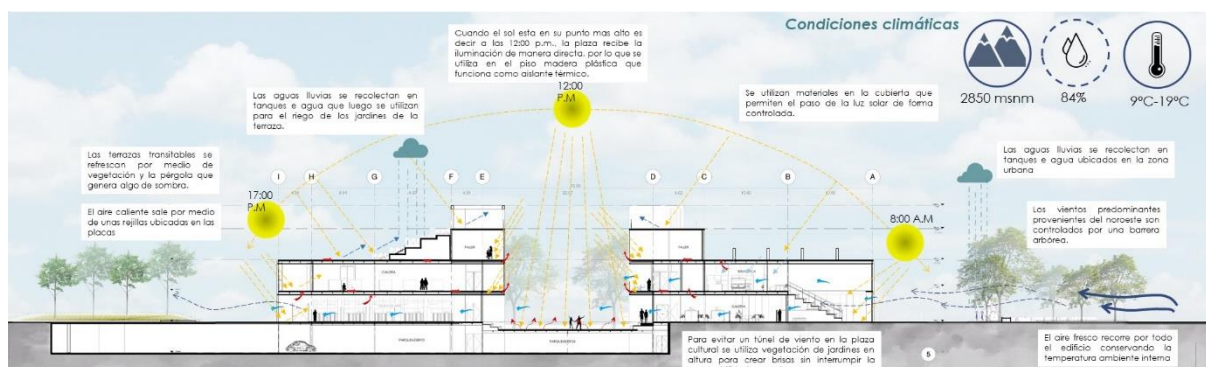 Condiciones climáticas
2850 msnm
84%
9ºC-19ºC
Cuando el sol esta en su punto mas alto es
decir a las 12:00 p.m., la plaza recibe la
iluminación de manera directa, por lo que se
utiliza en el piso madera plástica que
funciona como aislante térmico.
12:00
P.M
Las aguas lluvias se recolectan en
tanques e agua que luego se utilizan
para el riego de los jardines de la
terraza.
Se utilizan materiales en la cubierta que
permiten el paso de la luz solar de forma
controlada.
Las terrazas transitables se
refrescan por medio de
vegetación y la pérgola que
genera algo de sombra.
Las aguas lluvias se recolectan en
tanques e agua ubicados en la zona
urbana
I
H
G
F
E
D
C
B
A
17:00
P.M
El aire caliente sale por medio
de unas rejillas ubicadas en las
placas
8:00 A.M
Los vientos predominantes
provenientes del noroeste son
controlados por una barrera
arbórea.
TALLER
TALLER
Para evitar un túnel de viento en la plaza
cultural se utiliza vegetación de jardines en
altura para crear brisas sin interrumpir la
5
El aire fresco recorre por todo
el edificio conservando la
temperatura ambiente interna